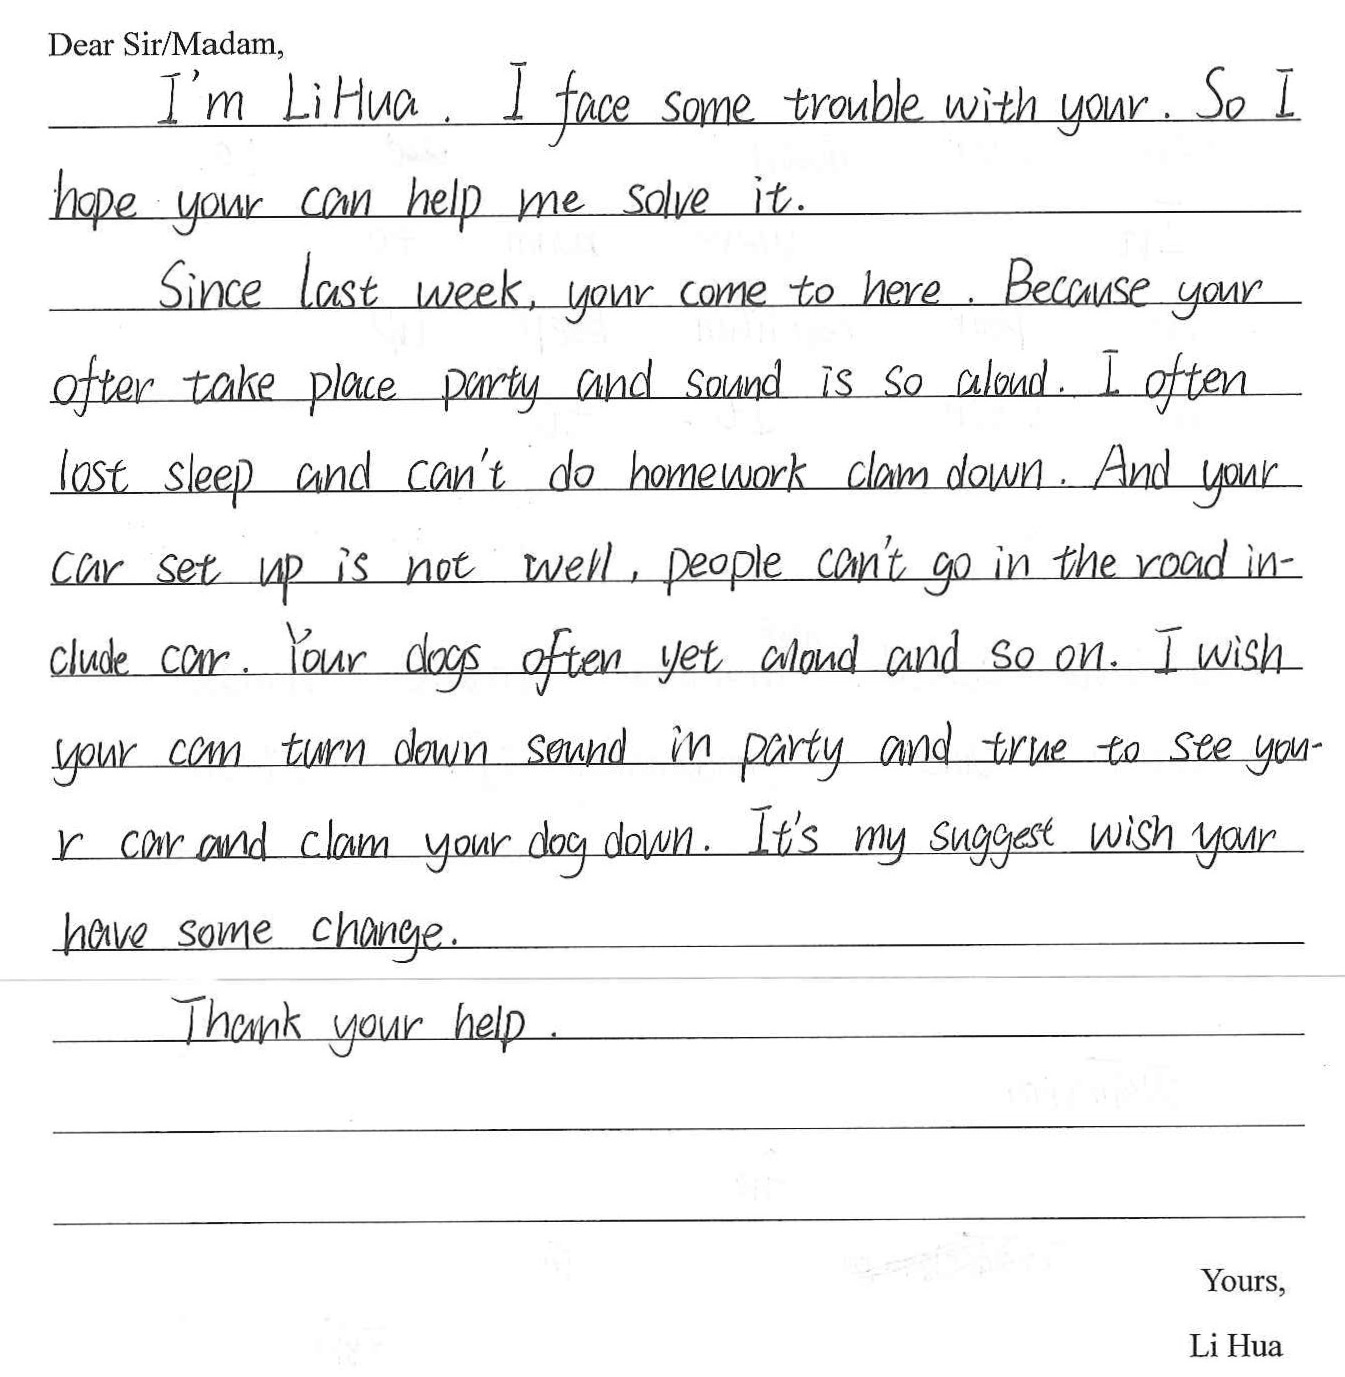 Dear Sir/Madam,
I'm Li Hua. I face some trouble with your. So I
hope your can help me solve it.
Since last week, your come to here. Because your
ofter take place party and sound is so aloud. I often
lost sleep and can't do homework clam down. And your
car set up is not well, people can't go in the road in-
clude car. Your dogs often yet aloud and so on. I wish
your can turn down sound in party and true to see you-
r car and clam your dog down. It's my suggest wish your
have some change.
Thank your help.
Yours,
Li Hua